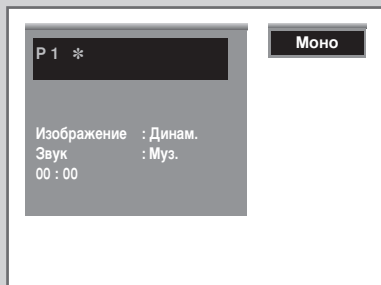 P 1 ✻
Моно
Изображение : Динам.
Звук : Муз.
00 : 00